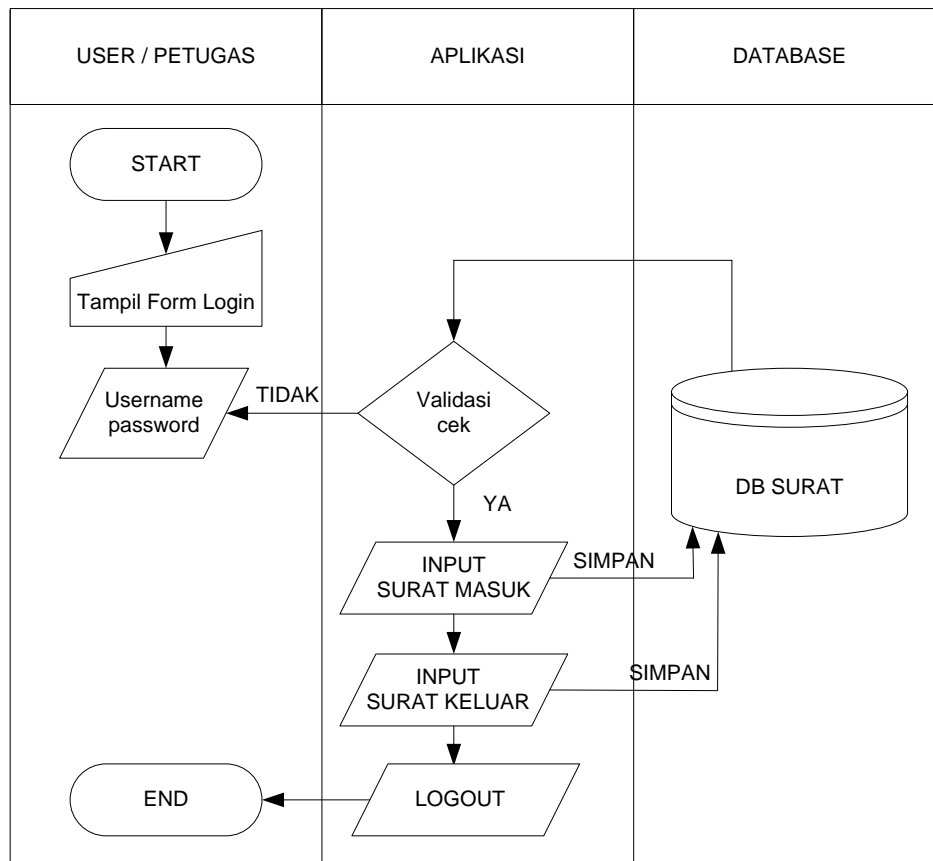 USER / PETUGAS
APLIKASI
DATABASE
START
Tampil Form Login
Username
password
TIDAK
Validasi
cek
YA
DB SURAT
INPUT
SURAT MASUK
SIMPAN
INPUT
SURAT KELUAR
SIMPAN
END
LOGOUT